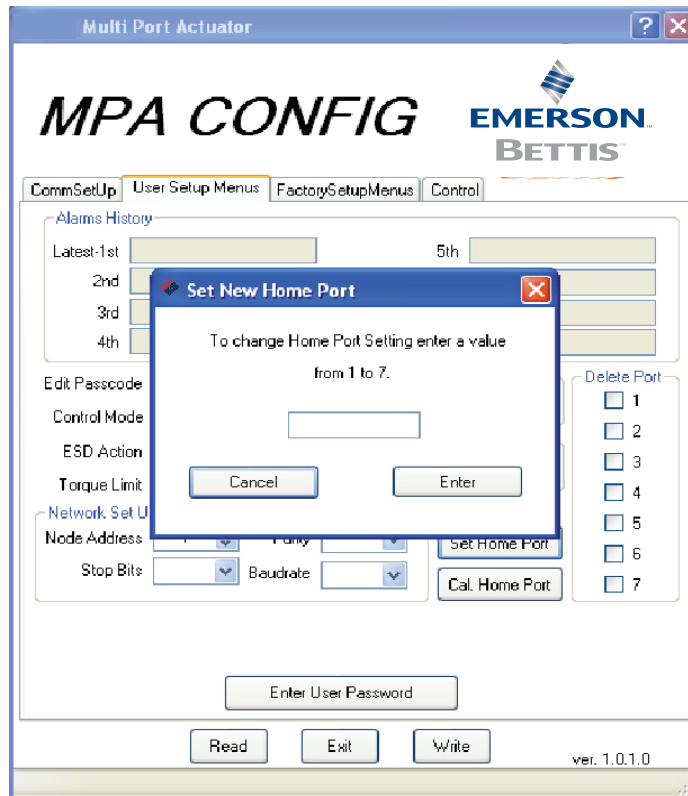 Multi Port Actuator
MPA CONFIG
EMERSON
BETTIS
CommSetUp User Setup Menus FactorySetupMenus Control
Alarms History
Latest-1st 5th
2nd
3rd
4th
Set New Home Port
To change Home Port Setting enter a value
from 1 to 7.
Cancel Enter
Edit Passcode
Control Mode
ESD Action
Torque Limit
Delete Port
1
2
3
4
5
6
7
Network Set U
Node Address Parity
Stop Bits Baudrate
Set Home Port
Cal. Home Port
Enter User Password
Read Exit Write
ver. 1.0.1.0